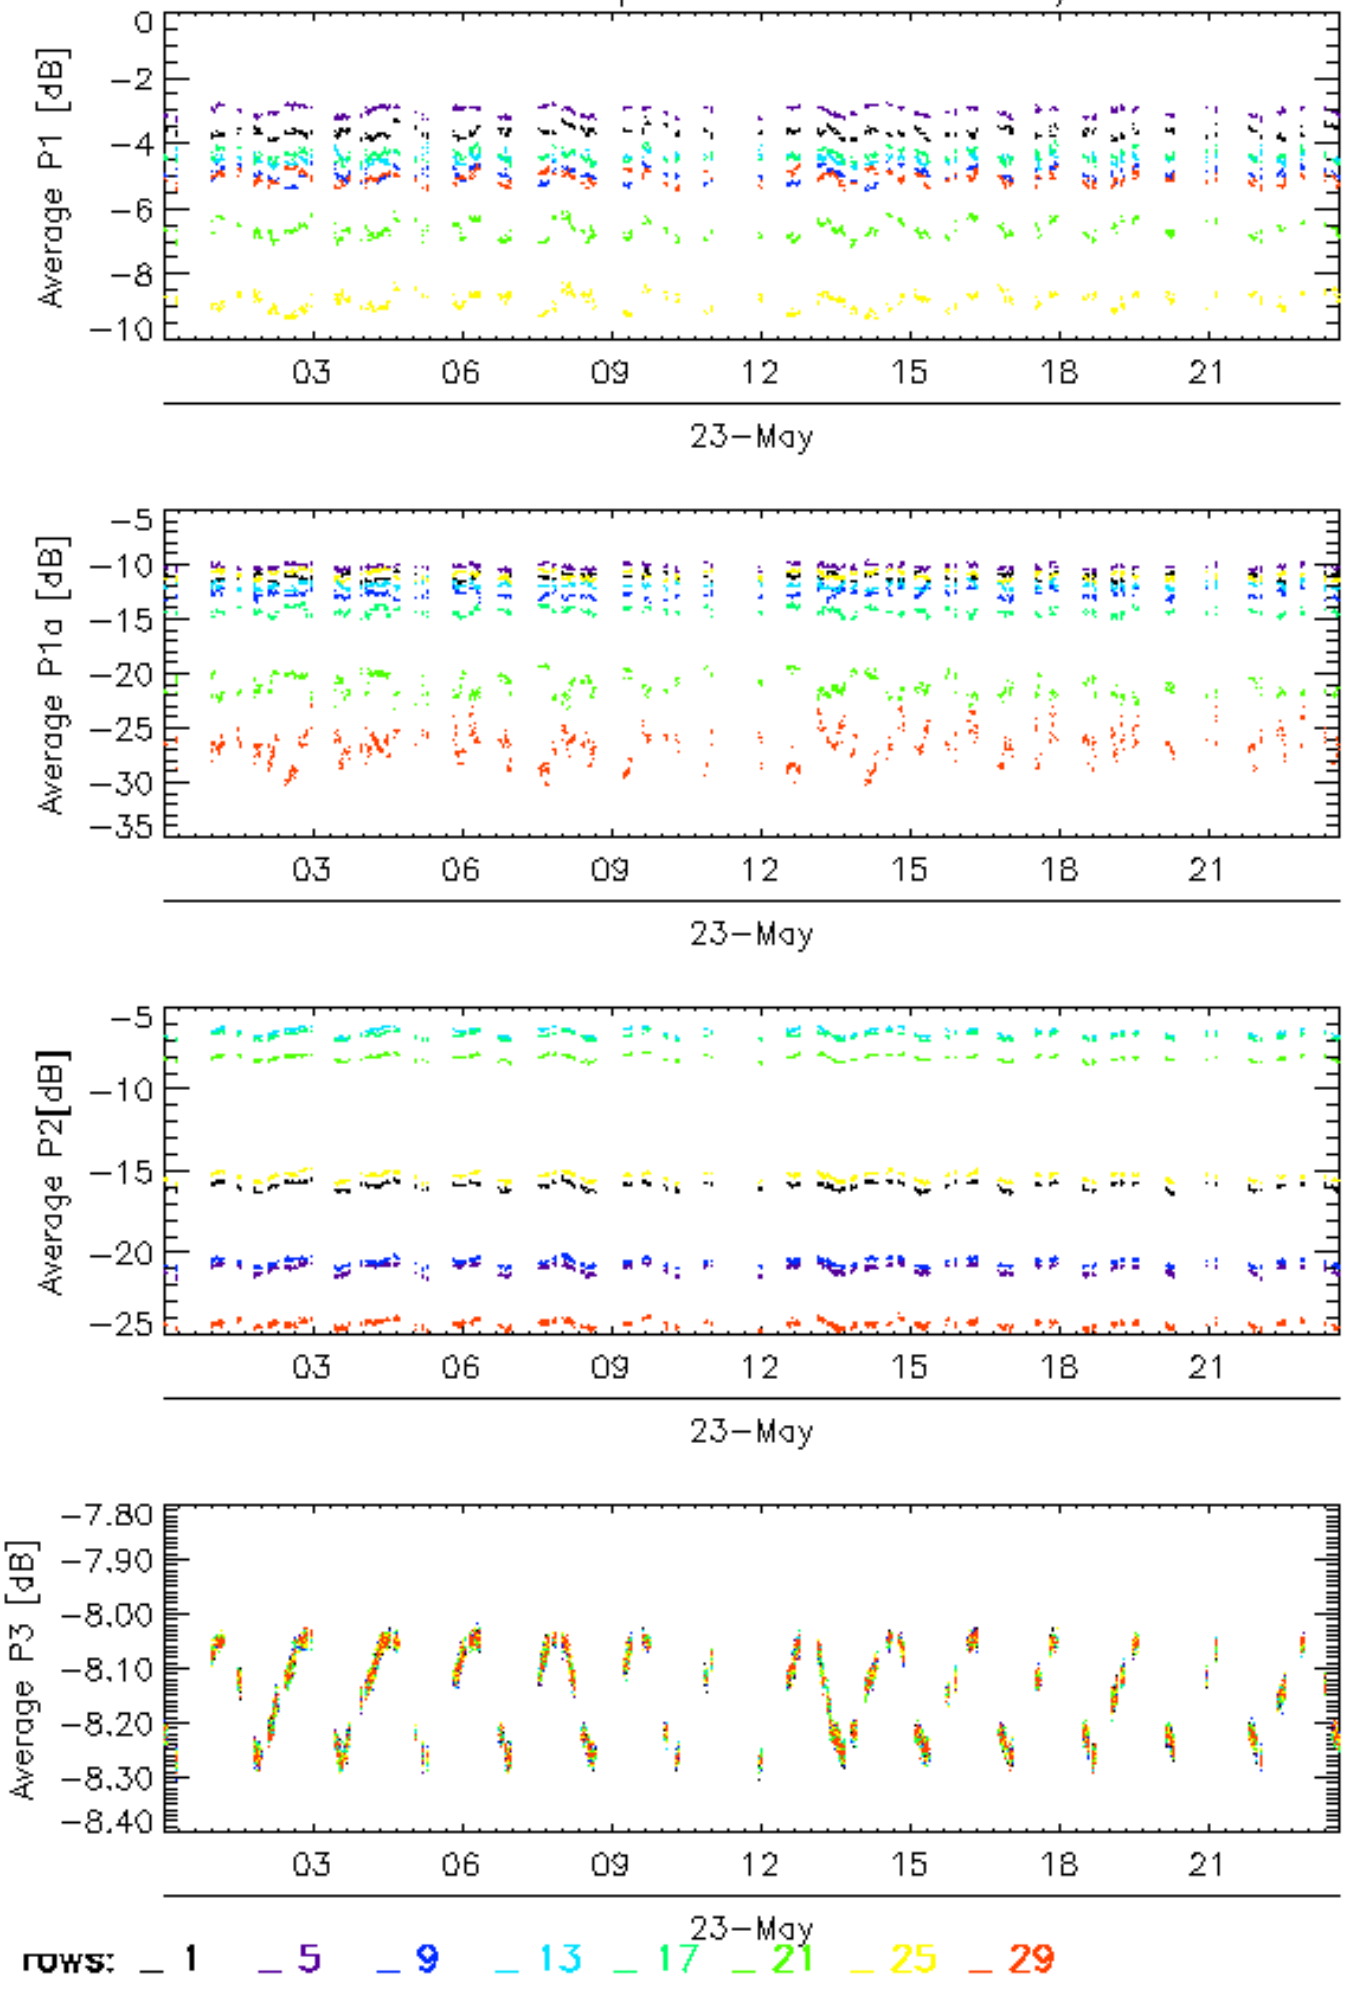 Average P1 [dB]
0
−2
−4
−6
−8
−10
03 06 09 12 15 18 21
23−May
Average P1a [dB]
−5
−10
−15
−20
−25
−30
−35
03 06 09 12 15 18 21
23−May
Average P2[dB]
−5
−10
−15
−20
−25
03 06 09 12 15 18 21
23−May
Average P3 [dB]
−7.80
−7.90
−8.00
−8.10
−8.20
−8.30
−8.40
03 06 09 12 15 18 21
23−May
rows: _ 1 _ 5 _ 9 _ 13 _ 17 _ 21 _ 25 _ 29